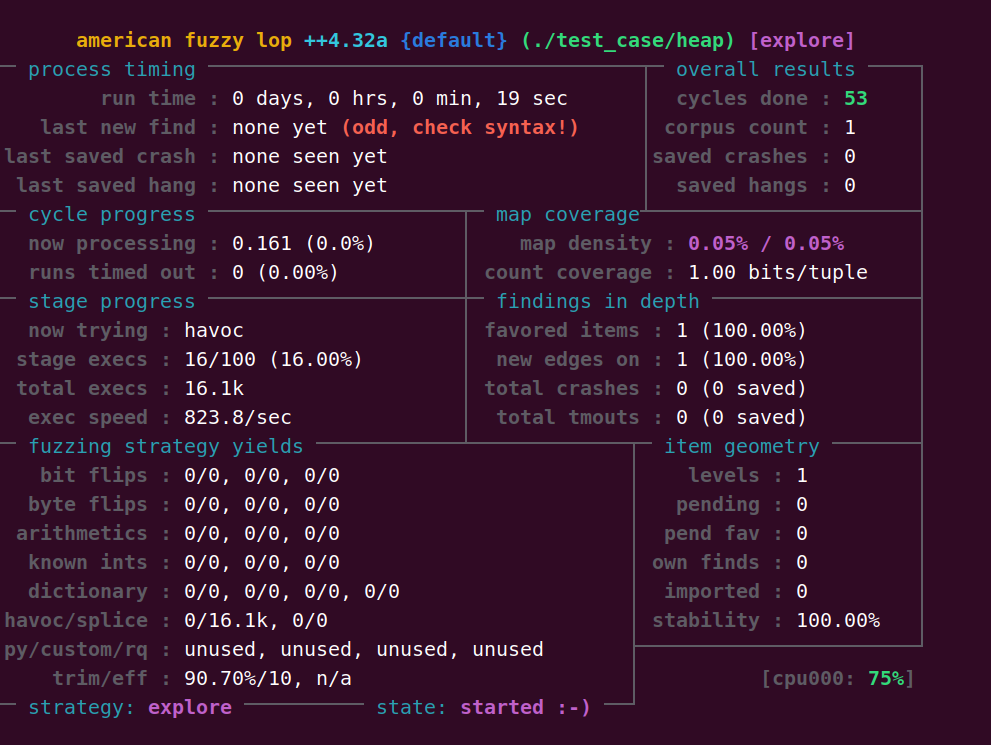 american fuzzy lop ++4.32a {default} (./test_case/heap) [explore]
process timing overall results
run time : 0 days, 0 hrs, 0 min, 19 sec cycles done : 53
last new find : none yet (odd, check syntax!) corpus count : 1
last saved crash : none seen yet saved crashes : 0
last saved hang : none seen yet saved hangs : 0
cycle progress map coverage
now processing : 0.161 (0.0%) map density : 0.05% / 0.05%
runs timed out : 0 (0.00%) count coverage : 1.00 bits/tuple
stage progress findings in depth
now trying : havoc favored items : 1 (100.00%)
stage execs : 16/100 (16.00%) new edges on : 1 (100.00%)
total execs : 16.1k total crashes : 0 (0 saved)
exec speed : 823.8/sec total tmouts : 0 (0 saved)
fuzzing strategy yields item geometry
bit flips : 0/0, 0/0, 0/0 levels : 1
byte flips : 0/0, 0/0, 0/0 pending : 0
arithmetics : 0/0, 0/0, 0/0 pend fav : 0
known ints : 0/0, 0/0, 0/0 own finds : 0
dictionary : 0/0, 0/0, 0/0, 0/0 imported : 0
havoc/splice : 0/16.1k, 0/0 stability : 100.00%
py/custom/rq : unused, unused, unused, unused
trim/eff : 90.70%/10, n/a [cpu000: 75%]
strategy: explore state: started :-)